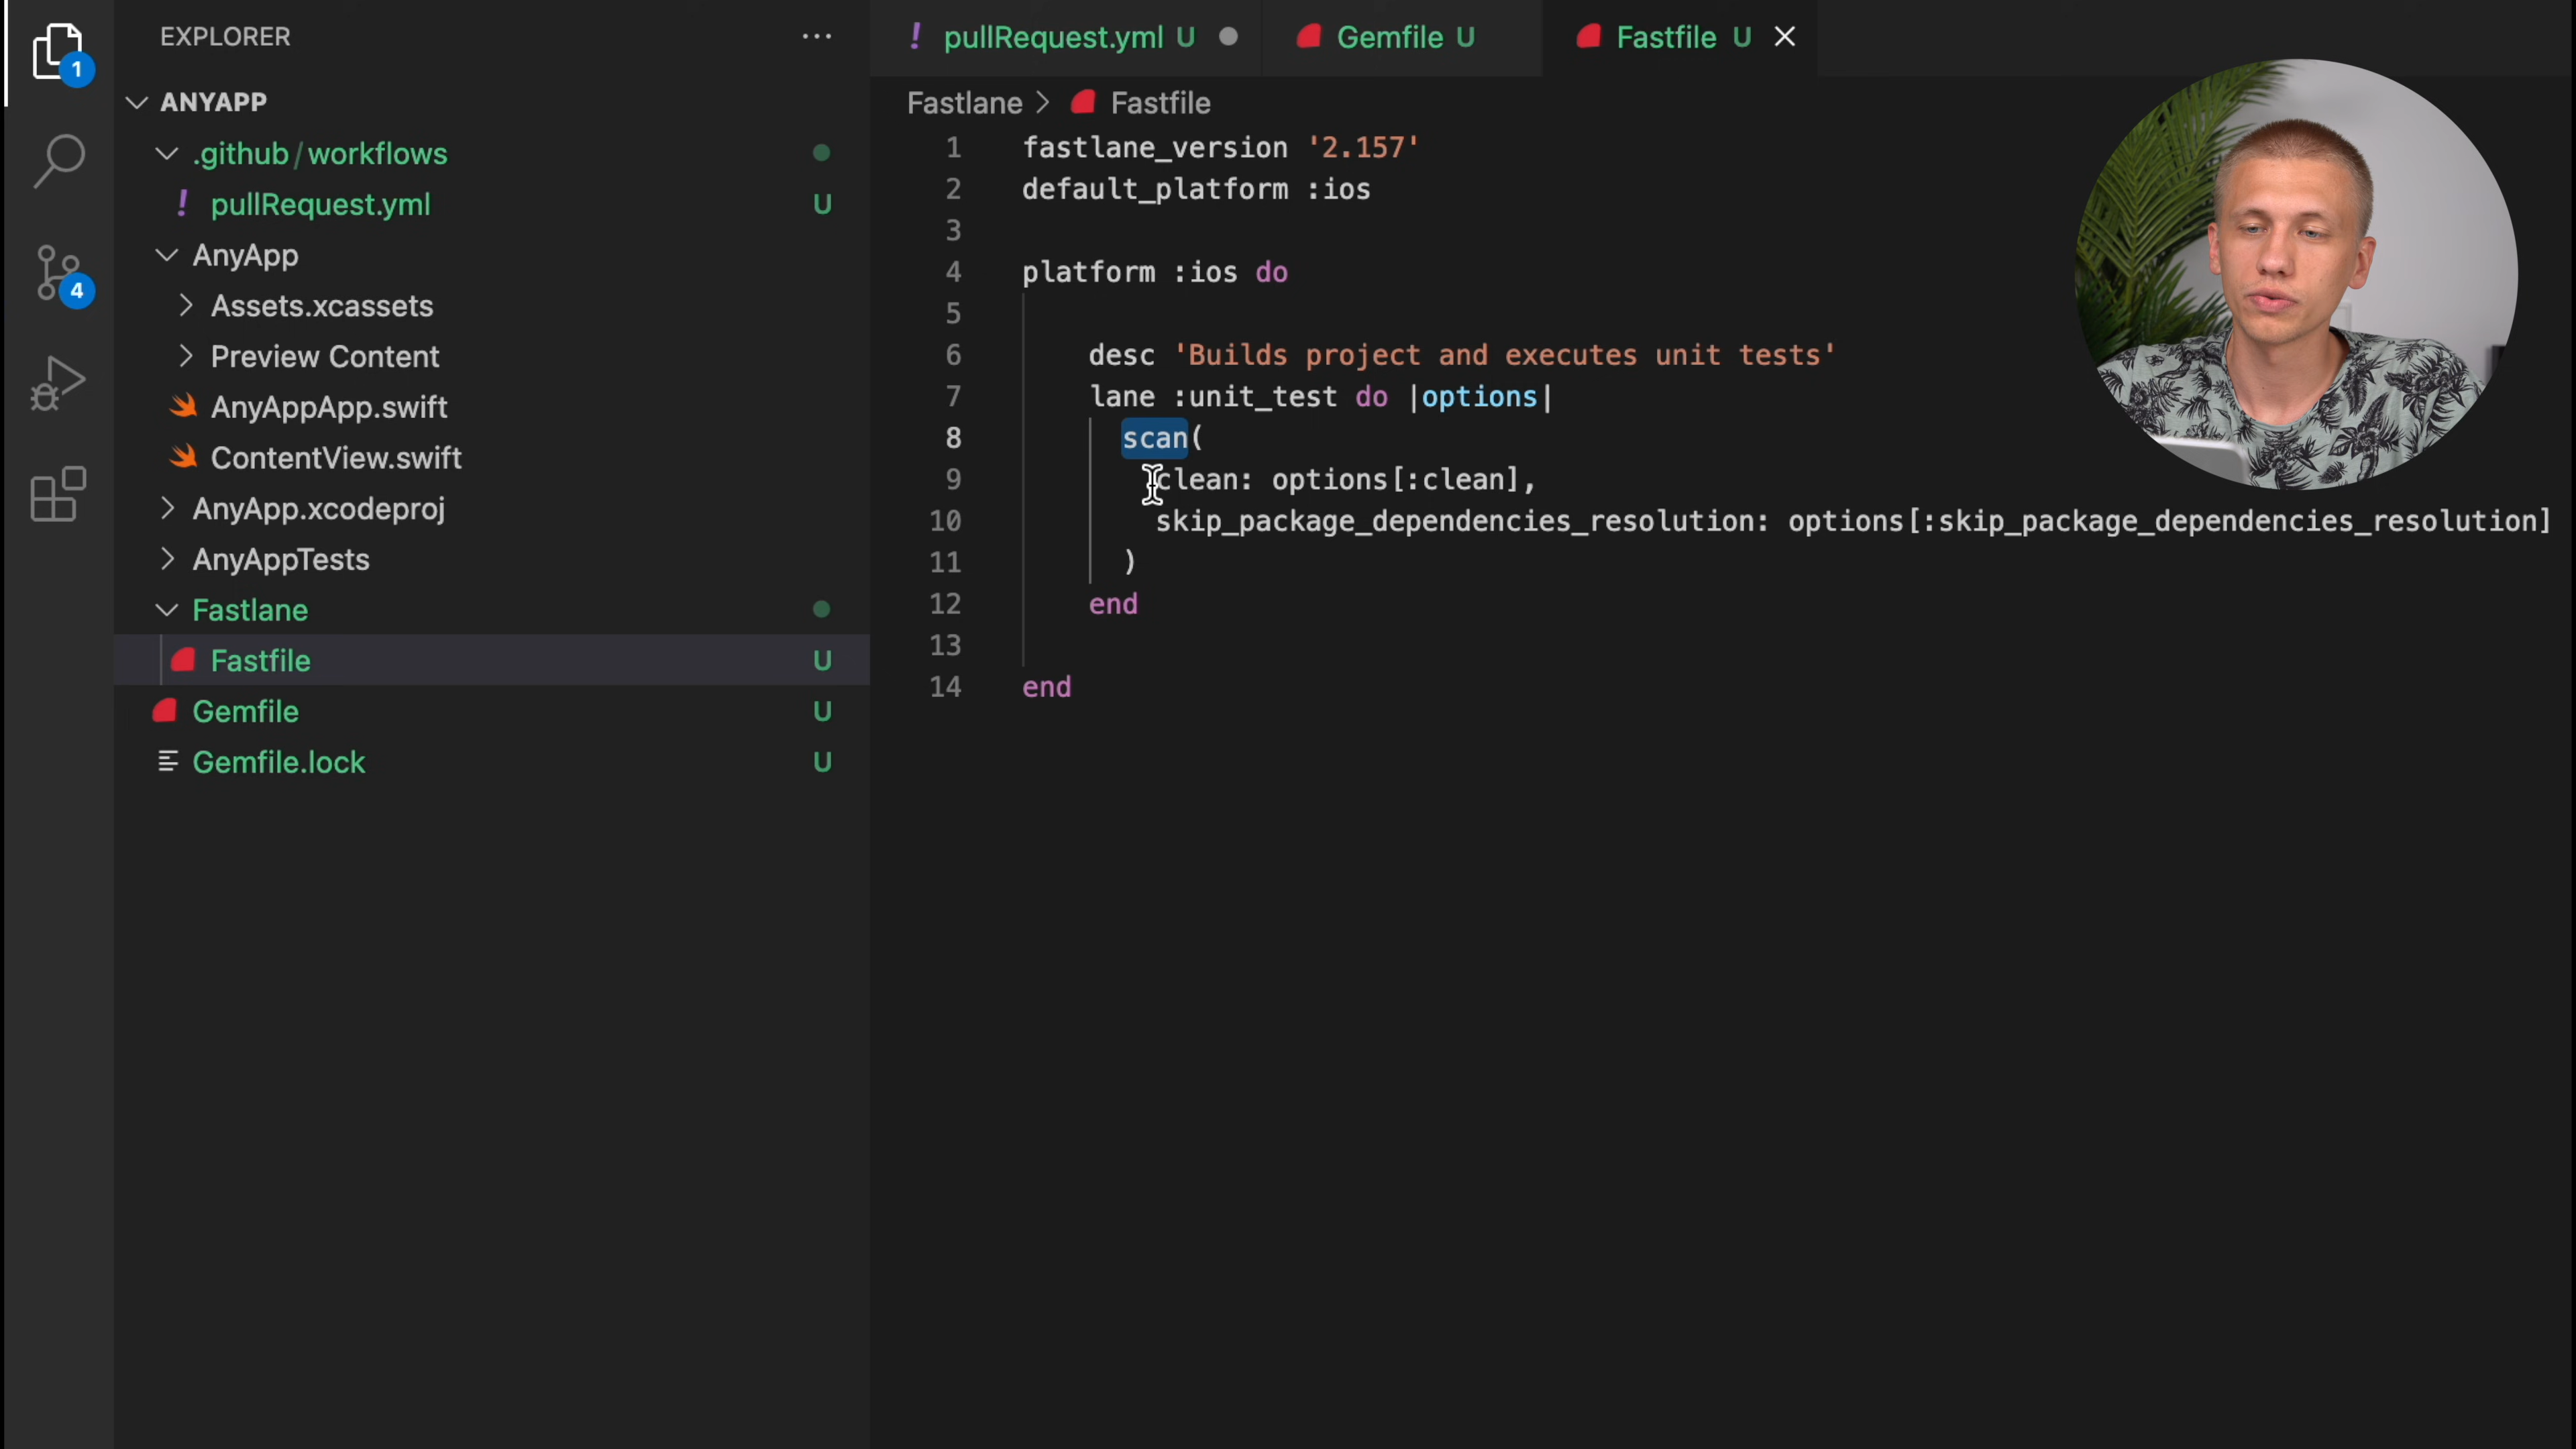 1
4
EXPLORER
ANYAPP
.github/workflows
! pullRequest.yml U
AnyApp
Assets.xcassets
Preview Content
AnyAppApp.swift
ContentView.swift
AnyApp.xcodeproj
AnyAppTests
Fastlane
Fastfile U
Gemfile U
Gemfile.lock U
! pullRequest.yml U
Gemfile U
Fastfile U
Fastlane > Fastfile
1 fastlane_version '2.157'
2 default_platform :ios
3
4 platform :ios do
5
6 desc 'Builds project and executes unit tests'
7 lane :unit_test do |options|
8 scan(
9 clean: options[:clean],
10 skip_package_dependencies_resolution: options[:skip_package_dependencies_resolution]
11 )
12 end
13
14 end